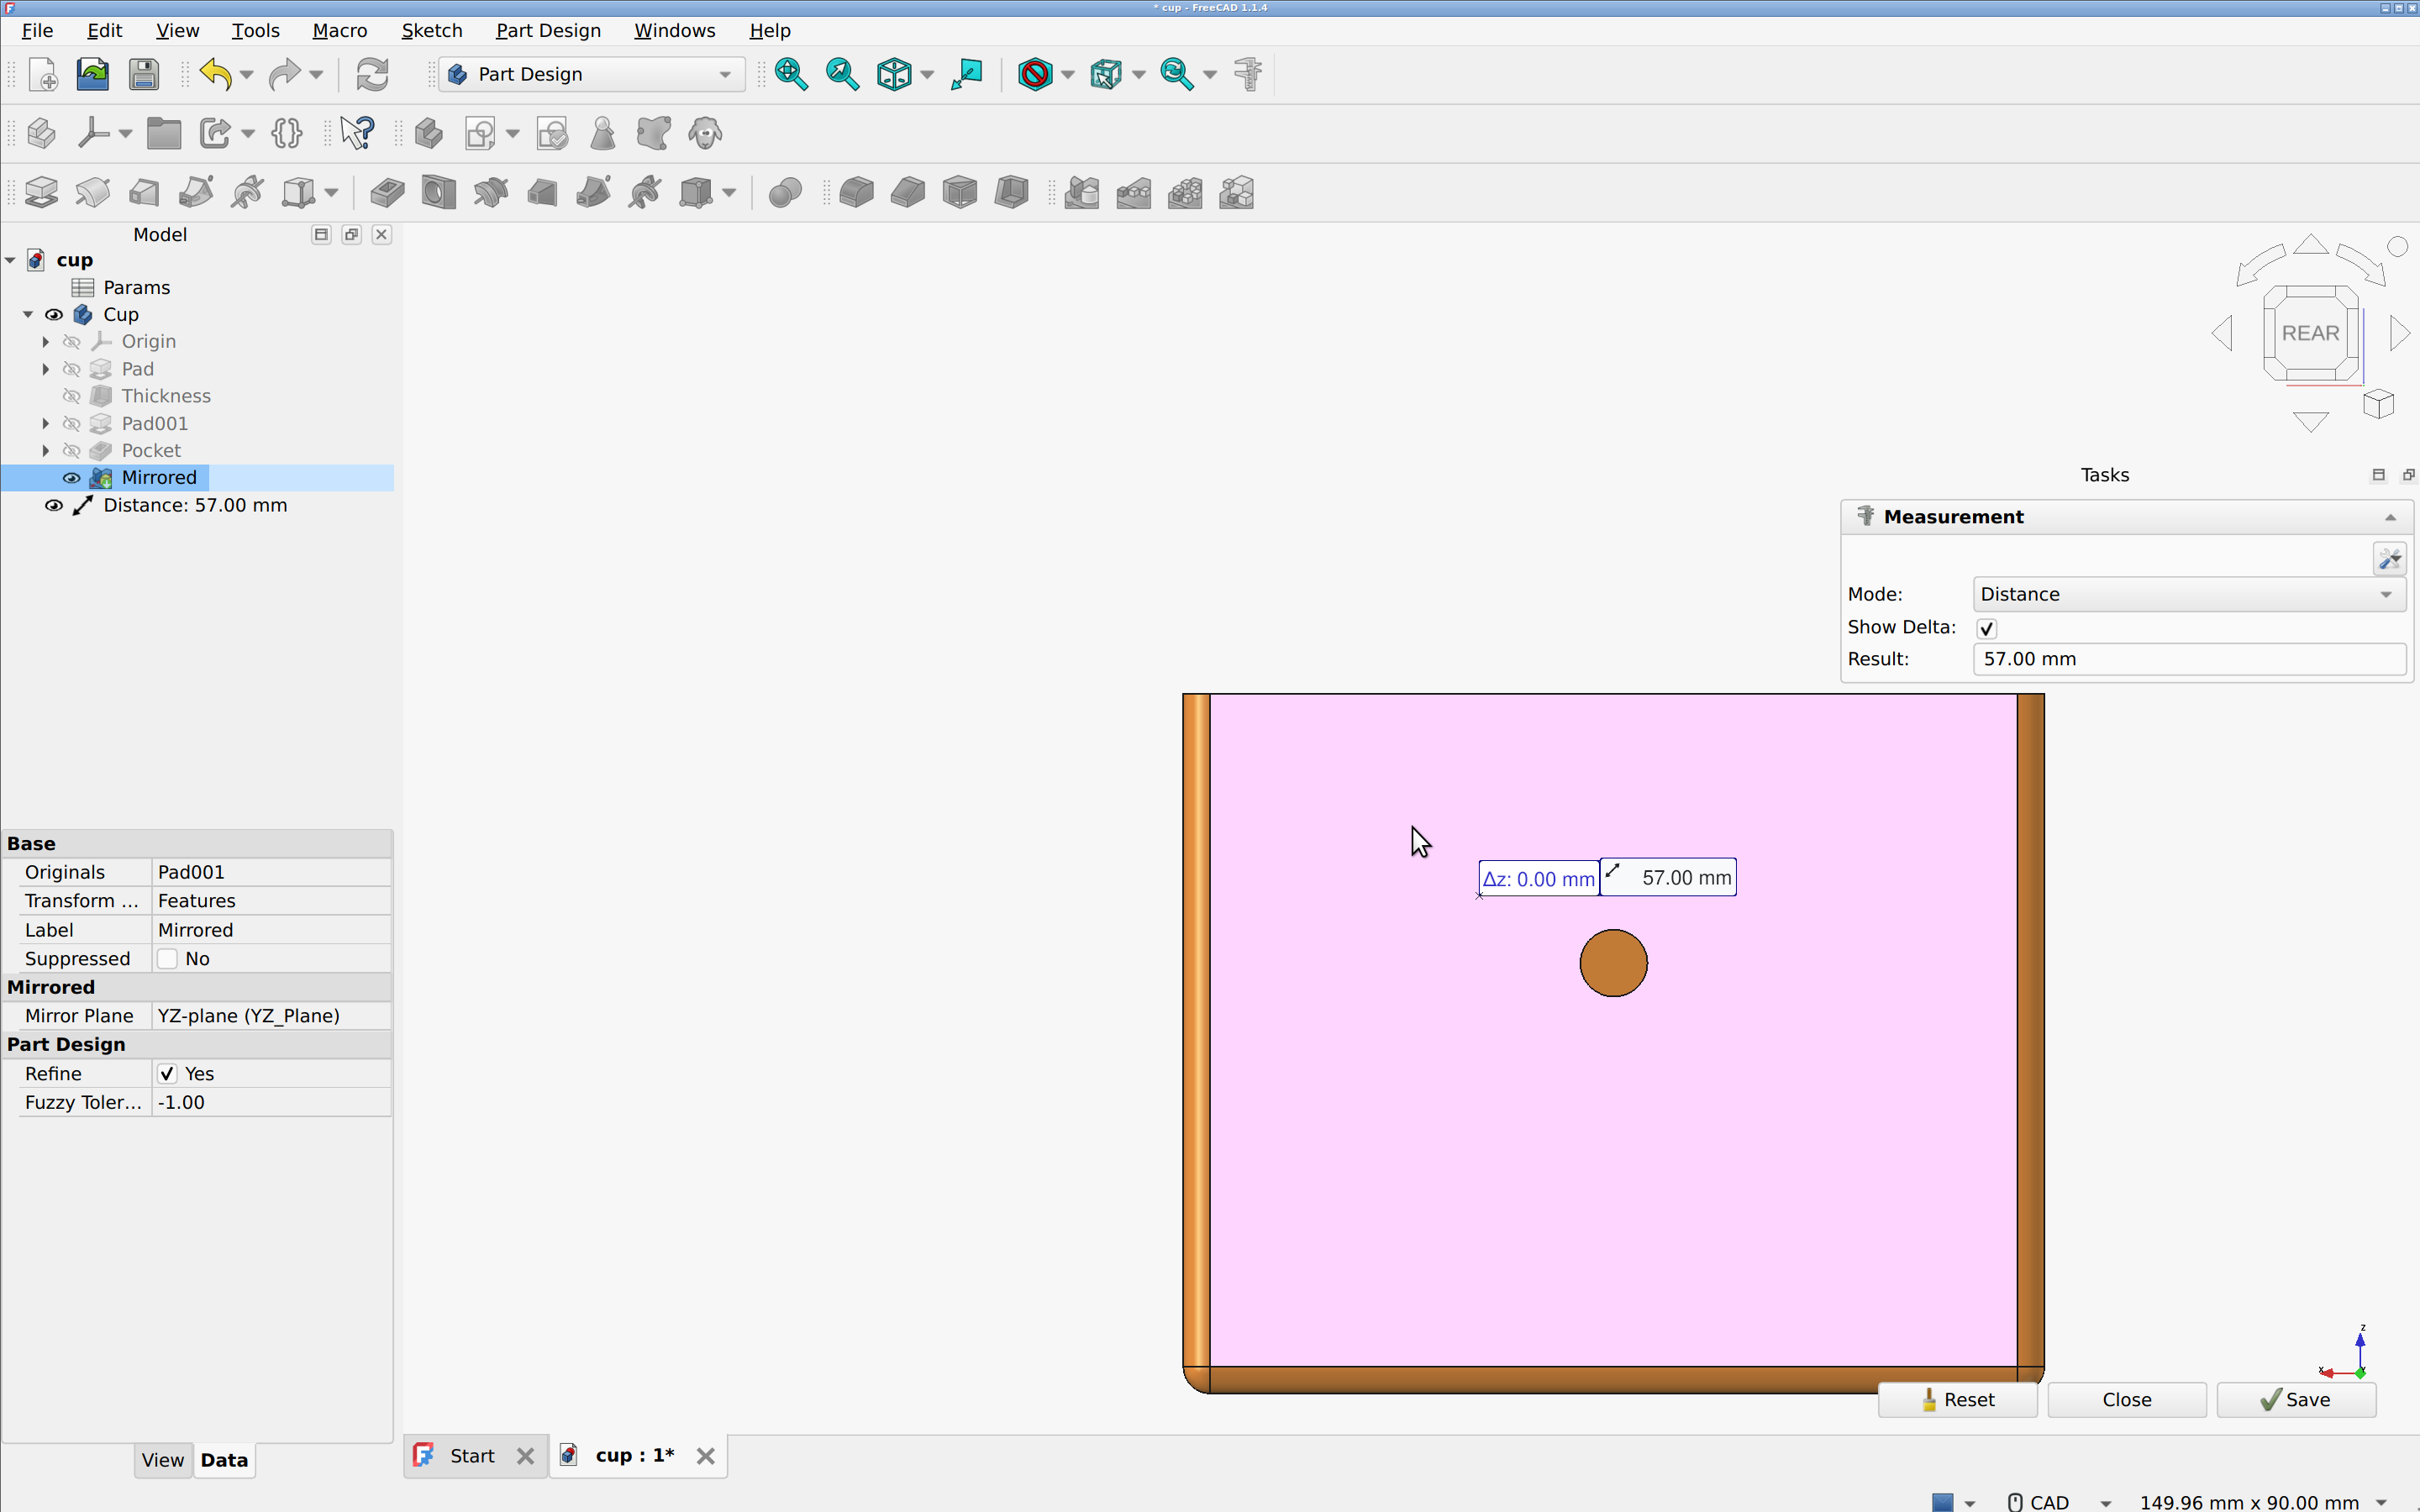 * cup - FreeCAD 1.1.4
File Edit View Tools Macro Sketch Part Design Windows Help
Part Design
Model
cup
Params
Cup
Origin
Pad
Thickness
Pad001
Pocket
Mirrored
Distance: 57.00 mm
REAR
Tasks
Measurement
Mode: Distance
Show Delta:
Result: 57.00 mm
Δz: 0.00 mm
57.00 mm
Base
Originals Pad001
Transform ... Features
Label Mirrored
Suppressed No
Mirrored
Mirror Plane YZ-plane (YZ_Plane)
Part Design
Refine Yes
Fuzzy Toler... -1.00
z
x
Reset Close Save
View Data
Start cup : 1*
CAD 149.96 mm x 90.00 mm